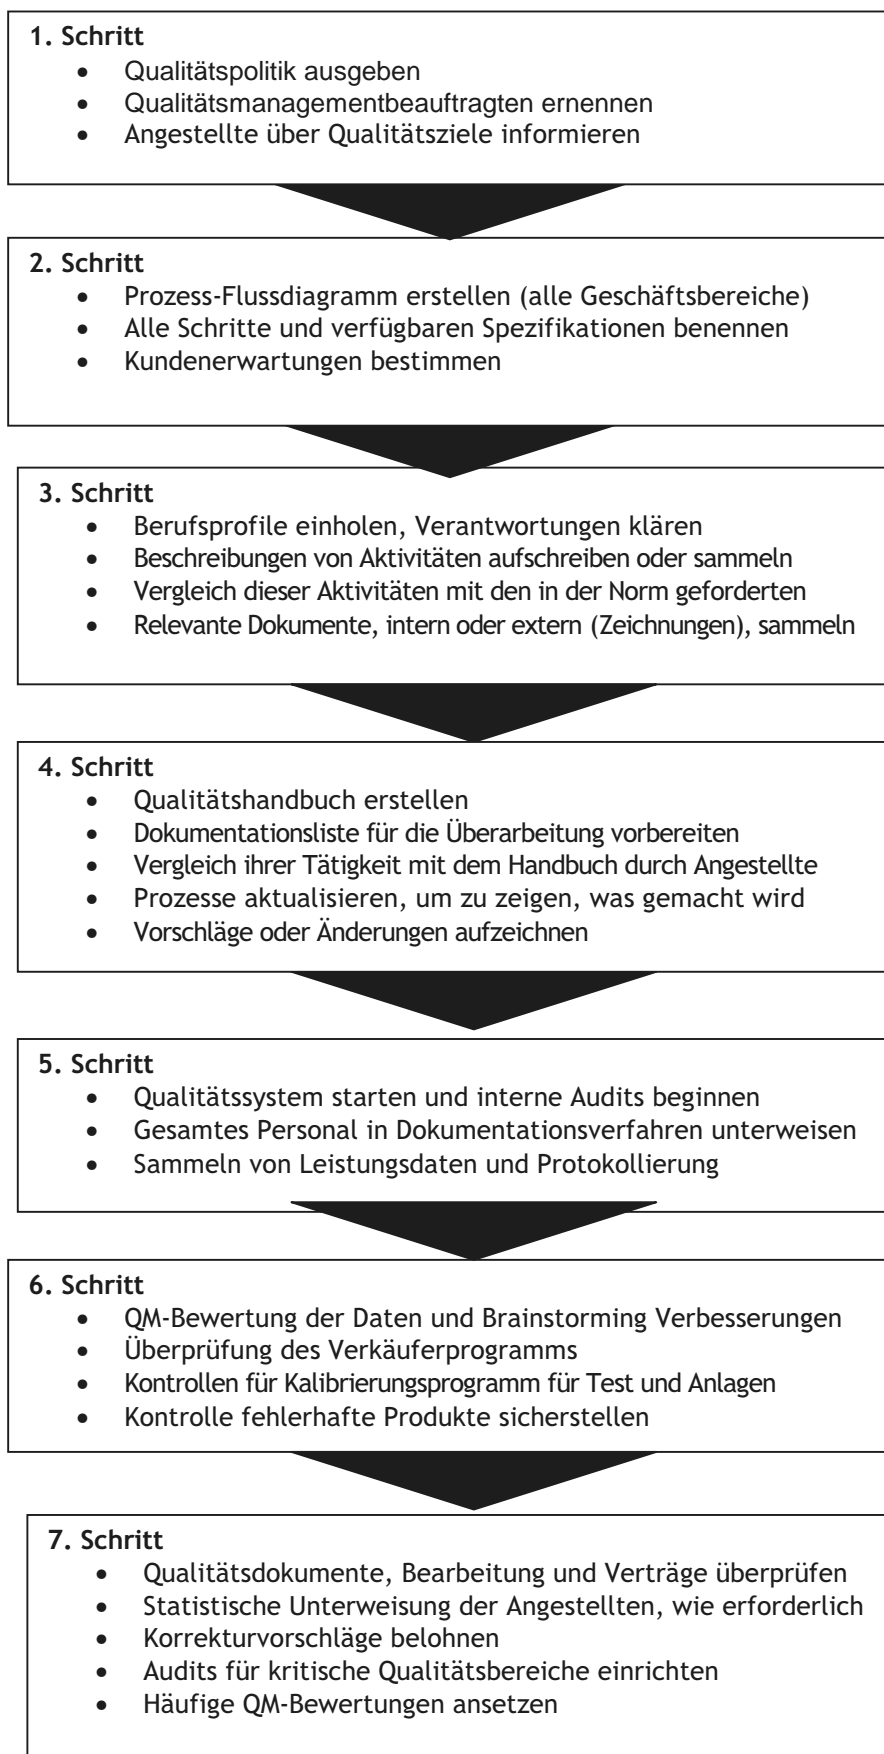 1. Schritt
• Qualitätspolitik ausgeben
• Qualitätsmanagementbeauftragten ernennen
• Angestellte über Qualitätsziele informieren
2. Schritt
• Prozess-Flussdiagramm erstellen (alle Geschäftsbereiche)
• Alle Schritte und verfügbaren Spezifikationen benennen
• Kundenerwartungen bestimmen
3. Schritt
• Berufsprofile einholen, Verantwortungen klären
• Beschreibungen von Aktivitäten aufschreiben oder sammeln
• Vergleich dieser Aktivitäten mit den in der Norm geforderten
• Relevante Dokumente, intern oder extern (Zeichnungen), sammeln
4. Schritt
• Qualitätshandbuch erstellen
• Dokumentationsliste für die Überarbeitung vorbereiten
• Vergleich ihrer Tätigkeit mit dem Handbuch durch Angestellte
• Prozesse aktualisieren, um zu zeigen, was gemacht wird
• Vorschläge oder Änderungen aufzeichnen
5. Schritt
• Qualitätssystem starten und interne Audits beginnen
• Gesamtes Personal in Dokumentationsverfahren unterweisen
• Sammeln von Leistungsdaten und Protokollierung
6. Schritt
• QM-Bewertung der Daten und Brainstorming Verbesserungen
• Überprüfung des Verkäuferprogramms
• Kontrollen für Kalibrierungsprogramm für Test und Anlagen
• Kontrolle fehlerhafte Produkte sicherstellen
7. Schritt
• Qualitätsdokumente, Bearbeitung und Verträge überprüfen
• Statistische Unterweisung der Angestellten, wie erforderlich
• Korrekturvorschläge belohnen
• Audits für kritische Qualitätsbereiche einrichten
• Häufige QM-Bewertungen ansetzen